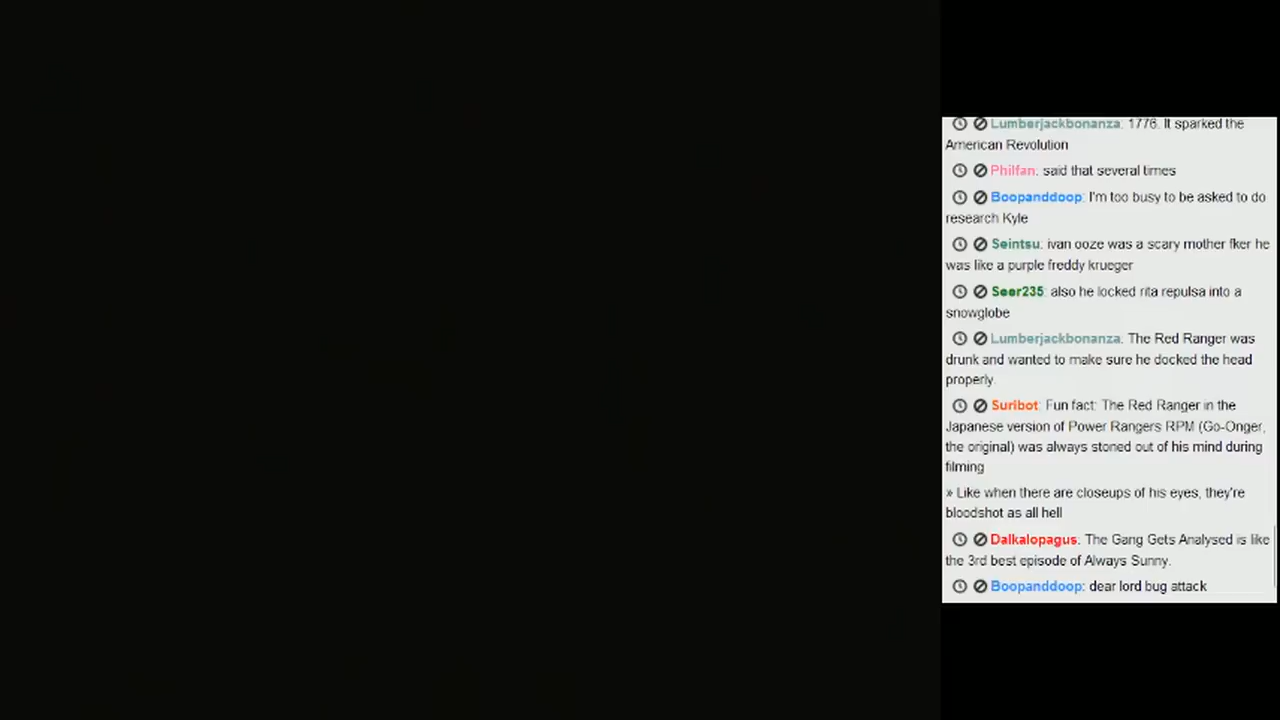 Lumberjackbonanza: 1776. It sparked the
American Revolution
Philfan: said that several times
Boopanddoop: I'm too busy to be asked to do
research Kyle
Seintsu: ivan ooze was a scary mother fker he
was like a purple freddy krueger
Seer235: also he locked rita repulsa into a
snowglobe
Lumberjackbonanza: The Red Ranger was
drunk and wanted to make sure he docked the head
properly.
Suribot: Fun fact: The Red Ranger in the
Japanese version of Power Rangers RPM (Go-Onger,
the original) was always stoned out of his mind during
filming
» Like when there are closeups of his eyes, they're
bloodshot as all hell
Dalkalopagus: The Gang Gets Analysed is like
the 3rd best episode of Always Sunny.
Boopanddoop: dear lord bug attack